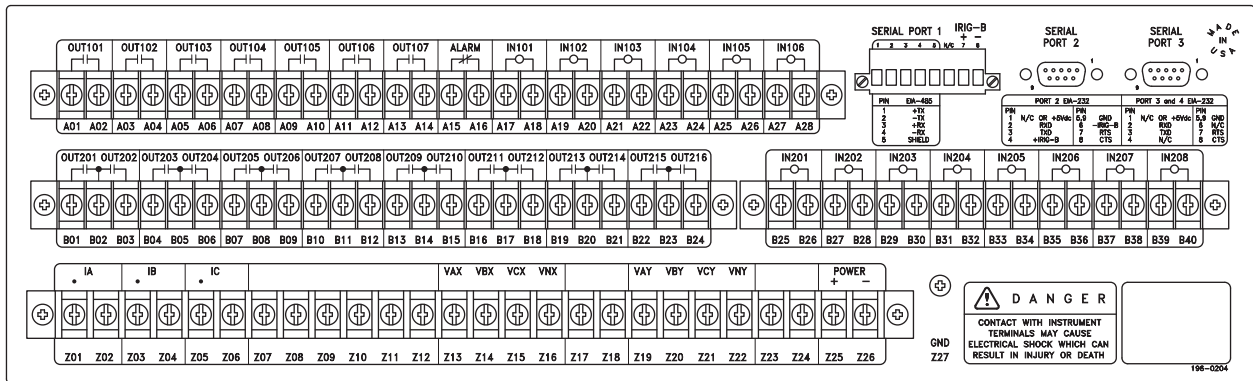 OUT101 OUT102 OUT103 OUT104 OUT105 OUT106 OUT107 ALARM IN101 IN102 IN103 IN104 IN105 IN106
A01 A02 A03 A04 A05 A06 A07 A08 A09 A10 A11 A12 A13 A14 A15 A16 A17 A18 A19 A20 A21 A22 A23 A24 A25 A26 A27 A28
SERIAL PORT 1 IRIG-B
+ −
1 2 3 4 5 N/C 7 8
PIN EIA-485
1 +TX
2 -TX
3 +RX
4 -RX
5 SHIELD
SERIAL
PORT 2
1
9
SERIAL
PORT 3
1
9
MADE
IN
USA
PORT 2 EIA-232
PIN PIN
1 N/C OR +5Vdc 5,9 GND
2 RXD 6 -IRIG-B
3 TXD 7 RTS
4 +IRIG-B 8 CTS
PORT 3 and 4 EIA-232
PIN PIN
1 N/C OR +5Vdc 5,9 GND
2 RXD 6 N/C
3 TXD 7 RTS
4 N/C 8 CTS
OUT201 OUT202 OUT203 OUT204 OUT205 OUT206 OUT207 OUT208 OUT209 OUT210 OUT211 OUT212 OUT213 OUT214 OUT215 OUT216
B01 B02 B03 B04 B05 B06 B07 B08 B09 B10 B11 B12 B13 B14 B15 B16 B17 B18 B19 B20 B21 B22 B23 B24
IN201 IN202 IN203 IN204 IN205 IN206 IN207 IN208
B25 B26 B27 B28 B29 B30 B31 B32 B33 B34 B35 B36 B37 B38 B39 B40
IA IB IC VAX VBX VCX VNX VAY VBY VCY VNY POWER
+ −
Z01 Z02 Z03 Z04 Z05 Z06 Z07 Z08 Z09 Z10 Z11 Z12 Z13 Z14 Z15 Z16 Z17 Z18 Z19 Z20 Z21 Z22 Z23 Z24 Z25 Z26
GND
Z27
DANGER
CONTACT WITH INSTRUMENT
TERMINALS MAY CAUSE
ELECTRICAL SHOCK WHICH CAN
RESULT IN INJURY OR DEATH
196-0204